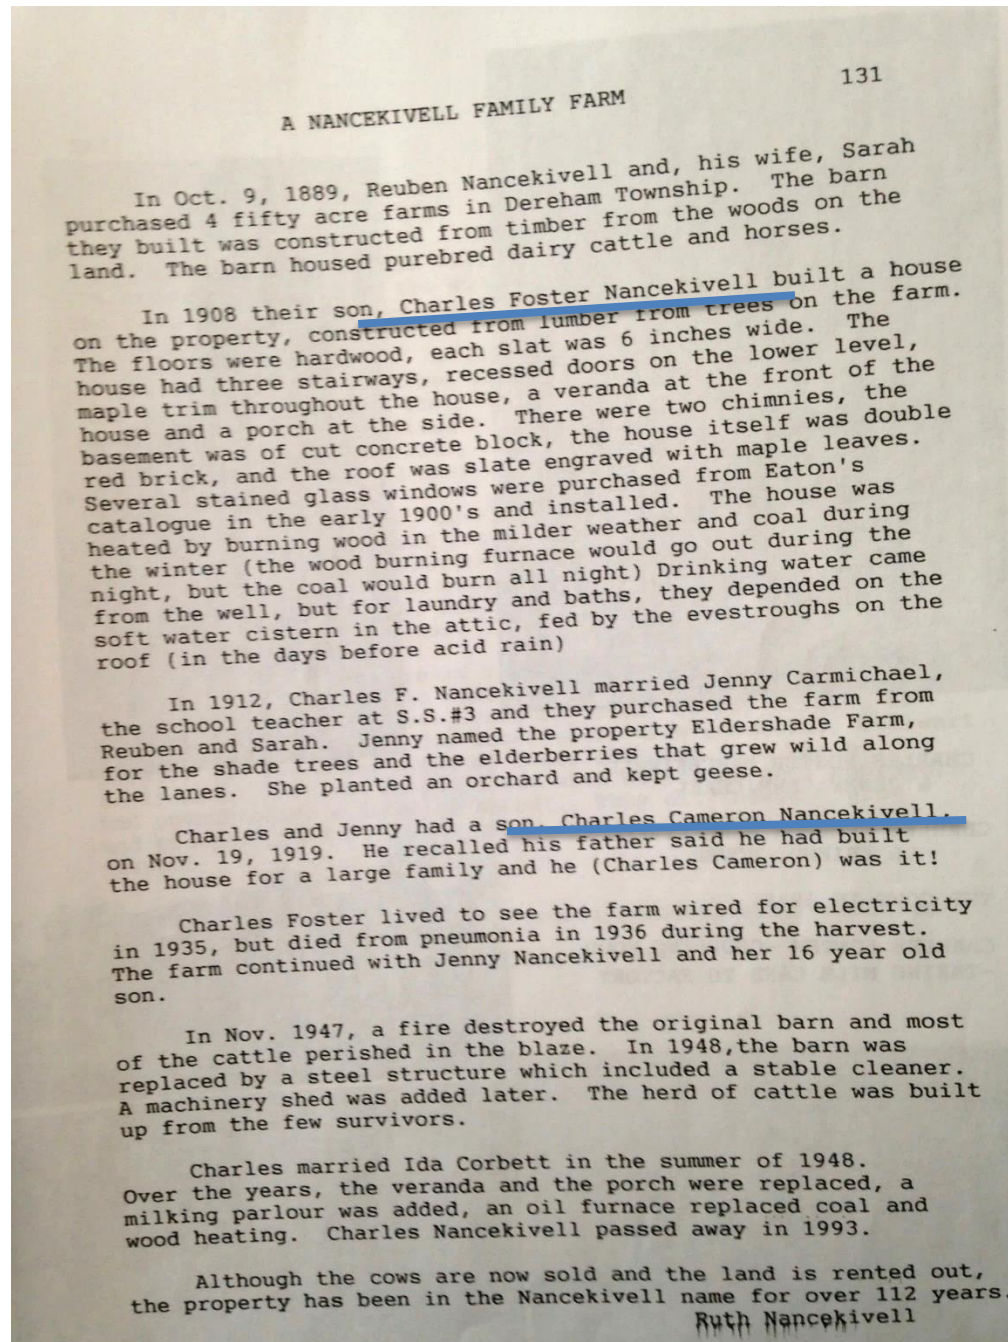 131
A NANCEKIVELL FAMILY FARM
In Oct. 9, 1889, Reuben Nancekivell and, his wife, Sarah
purchased 4 fifty acre farms in Dereham Township.  The barn
they built was constructed from timber from the woods on the
land.  The barn housed purebred dairy cattle and horses.
In 1908 their son, Charles Foster Nancekivell built a house
on the property, constructed from lumber from trees on the farm.
The floors were hardwood, each slat was 6 inches wide.  The
house had three stairways, recessed doors on the lower level,
maple trim throughout the house, a veranda at the front of the
house and a porch at the side.  There were two chimnies, the
basement was of cut concrete block, the house itself was double
red brick, and the roof was slate engraved with maple leaves.
Several stained glass windows were purchased from Eaton's
catalogue in the early 1900's and installed.  The house was
heated by burning wood in the milder weather and coal during
the winter (the wood burning furnace would go out during the
night, but the coal would burn all night) Drinking water came
from the well, but for laundry and baths, they depended on the
soft water cistern in the attic, fed by the evestroughs on the
roof (in the days before acid rain)
In 1912, Charles F. Nancekivell married Jenny Carmichael,
the school teacher at S.S.#3 and they purchased the farm from
Reuben and Sarah.  Jenny named the property Eldershade Farm,
for the shade trees and the elderberries that grew wild along
the lanes.  She planted an orchard and kept geese.
Charles and Jenny had a son, Charles Cameron Nancekivell,
on Nov. 19, 1919.  He recalled his father said he had built
the house for a large family and he (Charles Cameron) was it!
Charles Foster lived to see the farm wired for electricity
in 1935, but died from pneumonia in 1936 during the harvest.
The farm continued with Jenny Nancekivell and her 16 year old
son.
In Nov. 1947, a fire destroyed the original barn and most
of the cattle perished in the blaze.  In 1948,the barn was
replaced by a steel structure which included a stable cleaner.
A machinery shed was added later.  The herd of cattle was built
up from the few survivors.
Charles married Ida Corbett in the summer of 1948.
Over the years, the veranda and the porch were replaced, a
milking parlour was added, an oil furnace replaced coal and
wood heating.  Charles Nancekivell passed away in 1993.
Although the cows are now sold and the land is rented out,
the property has been in the Nancekivell name for over 112 years.
Ruth Nancekivell